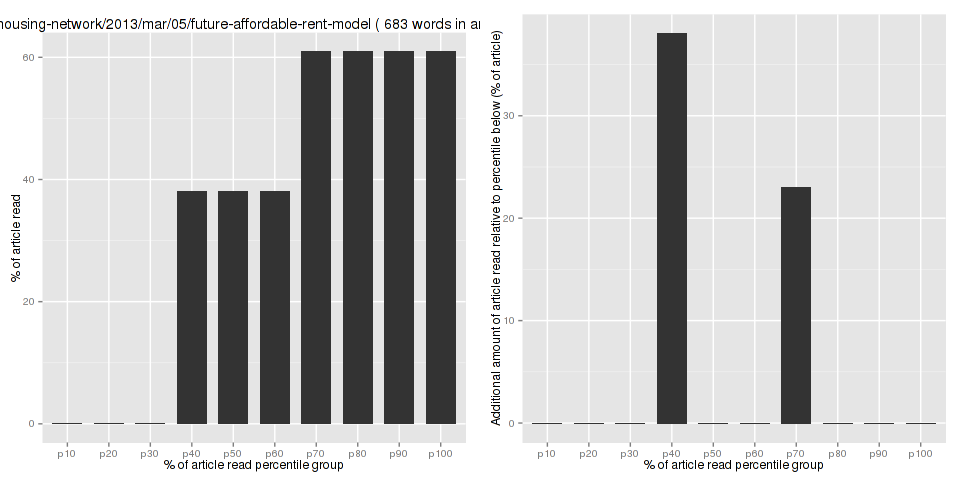 housing-network/2013/mar/05/future-affordable-rent-model ( 683 words in ar
% of article read
60
40
20
0
p10 p20 p30 p40 p50 p60 p70 p80 p90 p100
% of article read percentile group
Additional amount of article read relative to percentile below (% of article)
30
20
10
0
p10 p20 p30 p40 p50 p60 p70 p80 p90 p100
% of article read percentile group